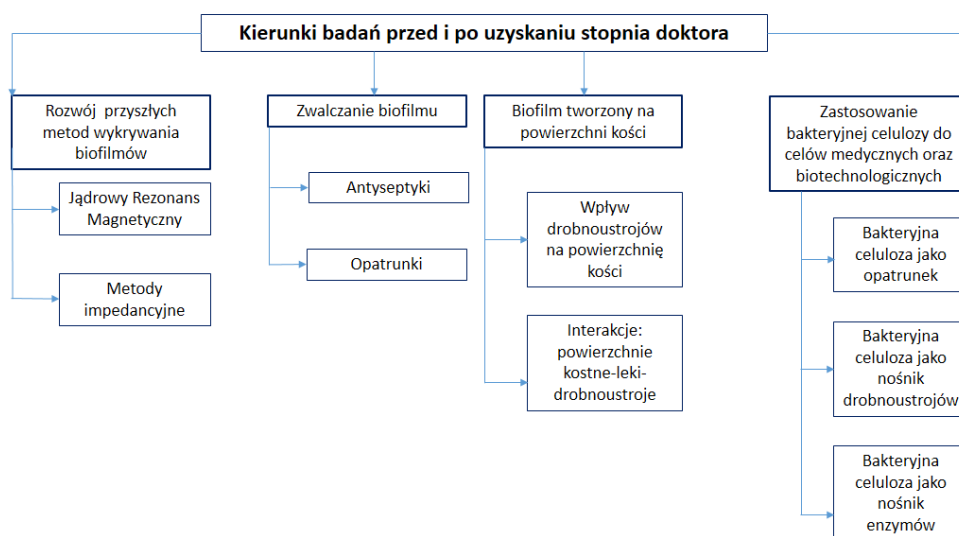 Kierunki badań przed i po uzyskaniu stopnia doktora
Rozwój przyszłych
metod wykrywania
biofilmów
Jądrowy Rezonans
Magnetyczny
Metody
impedancyjne
Zwalczanie biofilmu
Antyseptyki
Opatrunki
Biofilm tworzony na
powierzchni kości
Wpływ
drobnoustrojów
na powierzchnię
kości
Interakcje:
powierzchnie
kostne-leki-
drobnoustroje
Zastosowanie
bakteryjnej celulozy do
celów medycznych oraz
biotechnologicznych
Bakteryjna
celuloza jako
opatrunek
Bakteryjna
celuloza jako
nośnik
drobnoustrojów
Bakteryjna
celuloza jako
nośnik
enzymów